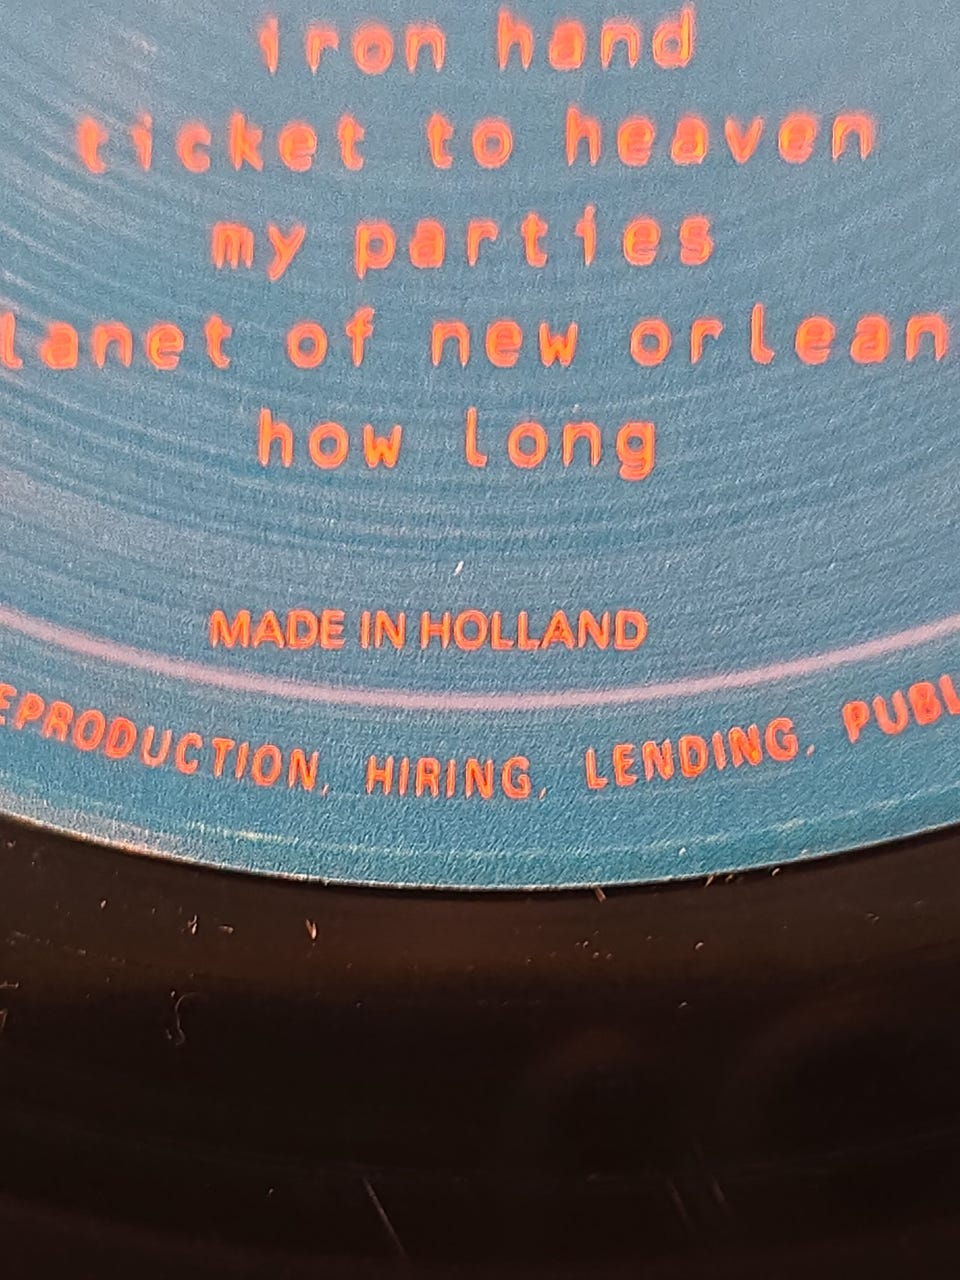 iron hand
ticket to heaven
my parties
lanet of new orlean
how long
MADE IN HOLLAND
EPRODUCTION, HIRING, LENDING. PUBL